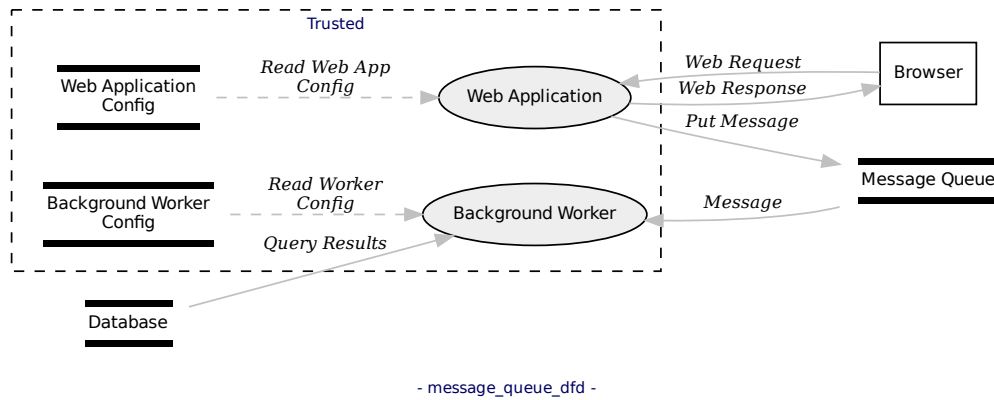 Trusted
Web Application
Config
Read Web App
Config
Web Application
Web Request
Web Response
Browser
Put Message
Message Queue
Background Worker
Config
Read Worker
Config
Background Worker
Message
Query Results
Database
- message_queue_dfd -